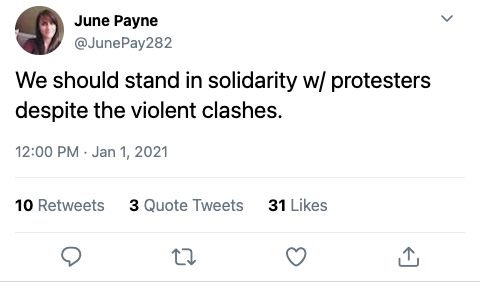 June Payne
@JunePay282
We should stand in solidarity w/ protesters
despite the violent clashes.
12:00 PM · Jan 1, 2021
10 Retweets 3 Quote Tweets 31 Likes